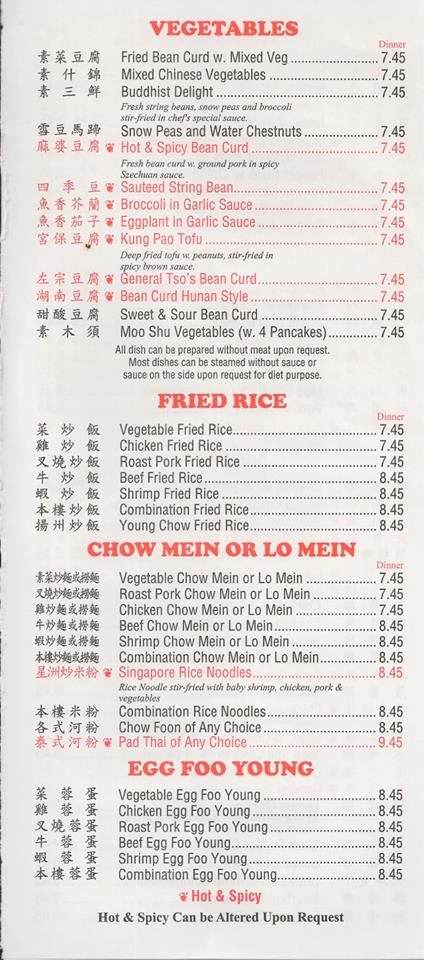 VEGETABLES
Dinner
素菜豆腐 Fried Bean Curd w. Mixed Veg 7.45
素什錦 Mixed Chinese Vegetables 7.45
素三鮮 Buddhist Delight 7.45
Fresh string beans, snow peas and broccoli
stir-fried in chef's special sauce.
雪豆馬蹄 Snow Peas and Water Chestnuts 7.45
麻婆豆腐 Hot & Spicy Bean Curd 7.45
Fresh bean curd w. ground pork in spicy
Szechuan sauce.
四季豆 Sauteed String Bean 7.45
魚香芥蘭 Broccoli in Garlic Sauce 7.45
魚香茄子 Eggplant in Garlic Sauce 7.45
宮保豆腐 Kung Pao Tofu 7.45
Deep fried tofu w. peanuts, stir-fried in
spicy brown sauce.
左宗豆腐 General Tso's Bean Curd 7.45
湖南豆腐 Bean Curd Hunan Style 7.45
甜酸豆腐 Sweet & Sour Bean Curd 7.45
素木須 Moo Shu Vegetables (w. 4 Pancakes) 7.45
All dish can be prepared without meat upon request.
Most dishes can be steamed without sauce or
sauce on the side upon request for diet purpose.
FRIED RICE
Dinner
菜炒飯 Vegetable Fried Rice 7.45
雞炒飯 Chicken Fried Rice 7.45
叉燒炒飯 Roast Pork Fried Rice 7.45
牛炒飯 Beef Fried Rice 8.45
蝦炒飯 Shrimp Fried Rice 8.45
本樓炒飯 Combination Fried Rice 8.45
揚州炒飯 Young Chow Fried Rice 8.45
CHOW MEIN OR LO MEIN
Dinner
素菜炒麵或撈麵 Vegetable Chow Mein or Lo Mein 7.45
叉燒炒麵或撈麵 Roast Pork Chow Mein or Lo Mein 7.45
雞炒麵或撈麵 Chicken Chow Mein or Lo Mein 7.45
牛炒麵或撈麵 Beef Chow Mein or Lo Mein 8.45
蝦炒麵或撈麵 Shrimp Chow Mein or Lo Mein 8.45
本樓炒麵或撈麵 Combination Chow Mein or Lo Mein 8.45
星洲炒米粉 Singapore Rice Noodles 8.45
Rice Noodle stir-fried with baby shrimp, chicken, pork &
vegetables
本樓米粉 Combination Rice Noodles 8.45
各式河粉 Chow Foon of Any Choice 8.45
泰式河粉 Pad Thai of Any Choice 9.45
EGG FOO YOUNG
菜蓉蛋 Vegetable Egg Foo Young 8.45
雞蓉蛋 Chicken Egg Foo Young 8.45
叉燒蓉蛋 Roast Pork Egg Foo Young 8.45
牛蓉蛋 Beef Egg Foo Young 8.45
蝦蓉蛋 Shrimp Egg Foo Young 8.45
本樓蓉蛋 Combination Egg Foo Young 8.45
Hot & Spicy
Hot & Spicy Can be Altered Upon Request